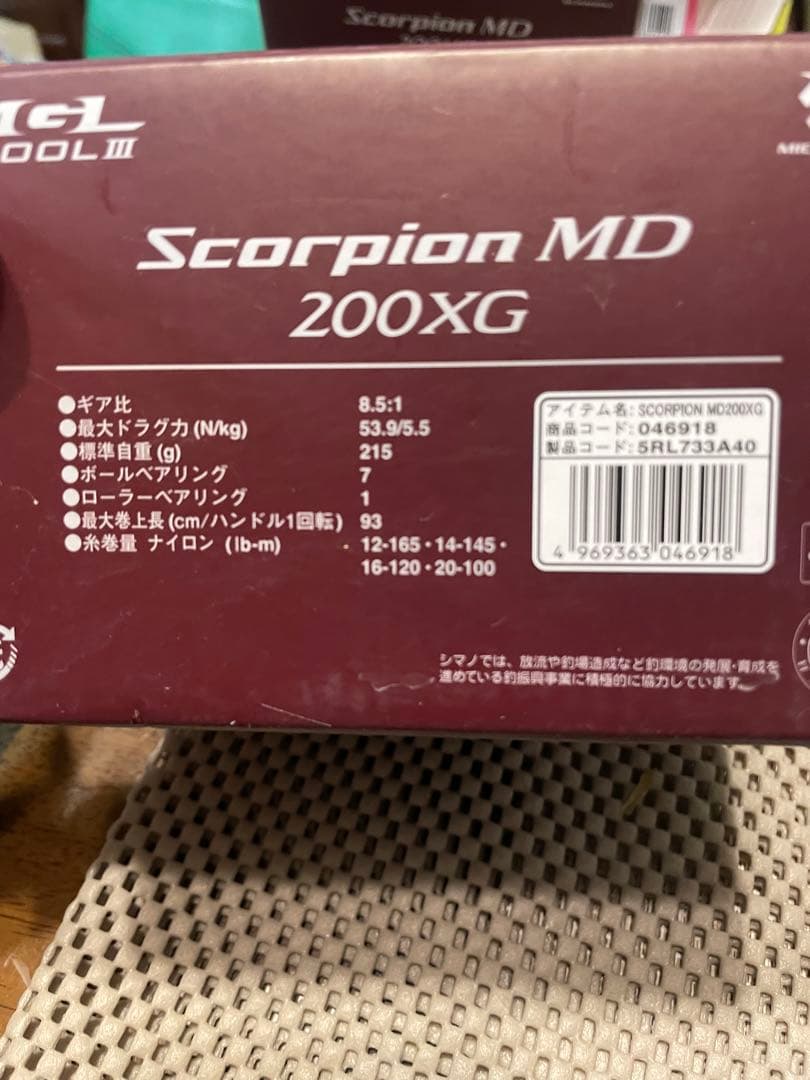 Scorpion MD
MGL
SPOOL III
Scorpion MD
200XG
●ギア比 8.5:1
●最大ドラグ力(N/kg) 53.9/5.5
●標準自重(g) 215
●ボールベアリング 7
●ローラーベアリング 1
●最大巻上長(cm/ハンドル1回転) 93
●糸巻量 ナイロン (lb-m) 12-165・14-145・
16-120・20-100
アイテム名: SCORPION MD200XG
商品コード: 046918
製品コード: 5RL733A40
4 969363 046918
シマノでは、放流や釣場造成など釣環境の発展・育成を
進めている釣振興事業に積極的に協力しています。